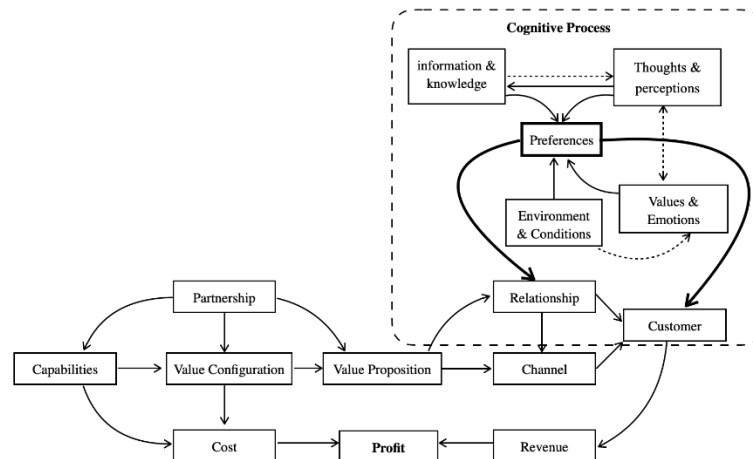 Cognitive Process
information &
knowledge
Thoughts &
perceptions
Preferences
Environment
& Conditions
Values &
Emotions
Partnership
Relationship
Customer
Capabilities
Value Configuration
Value Proposition
Channel
Cost
Profit
Revenue